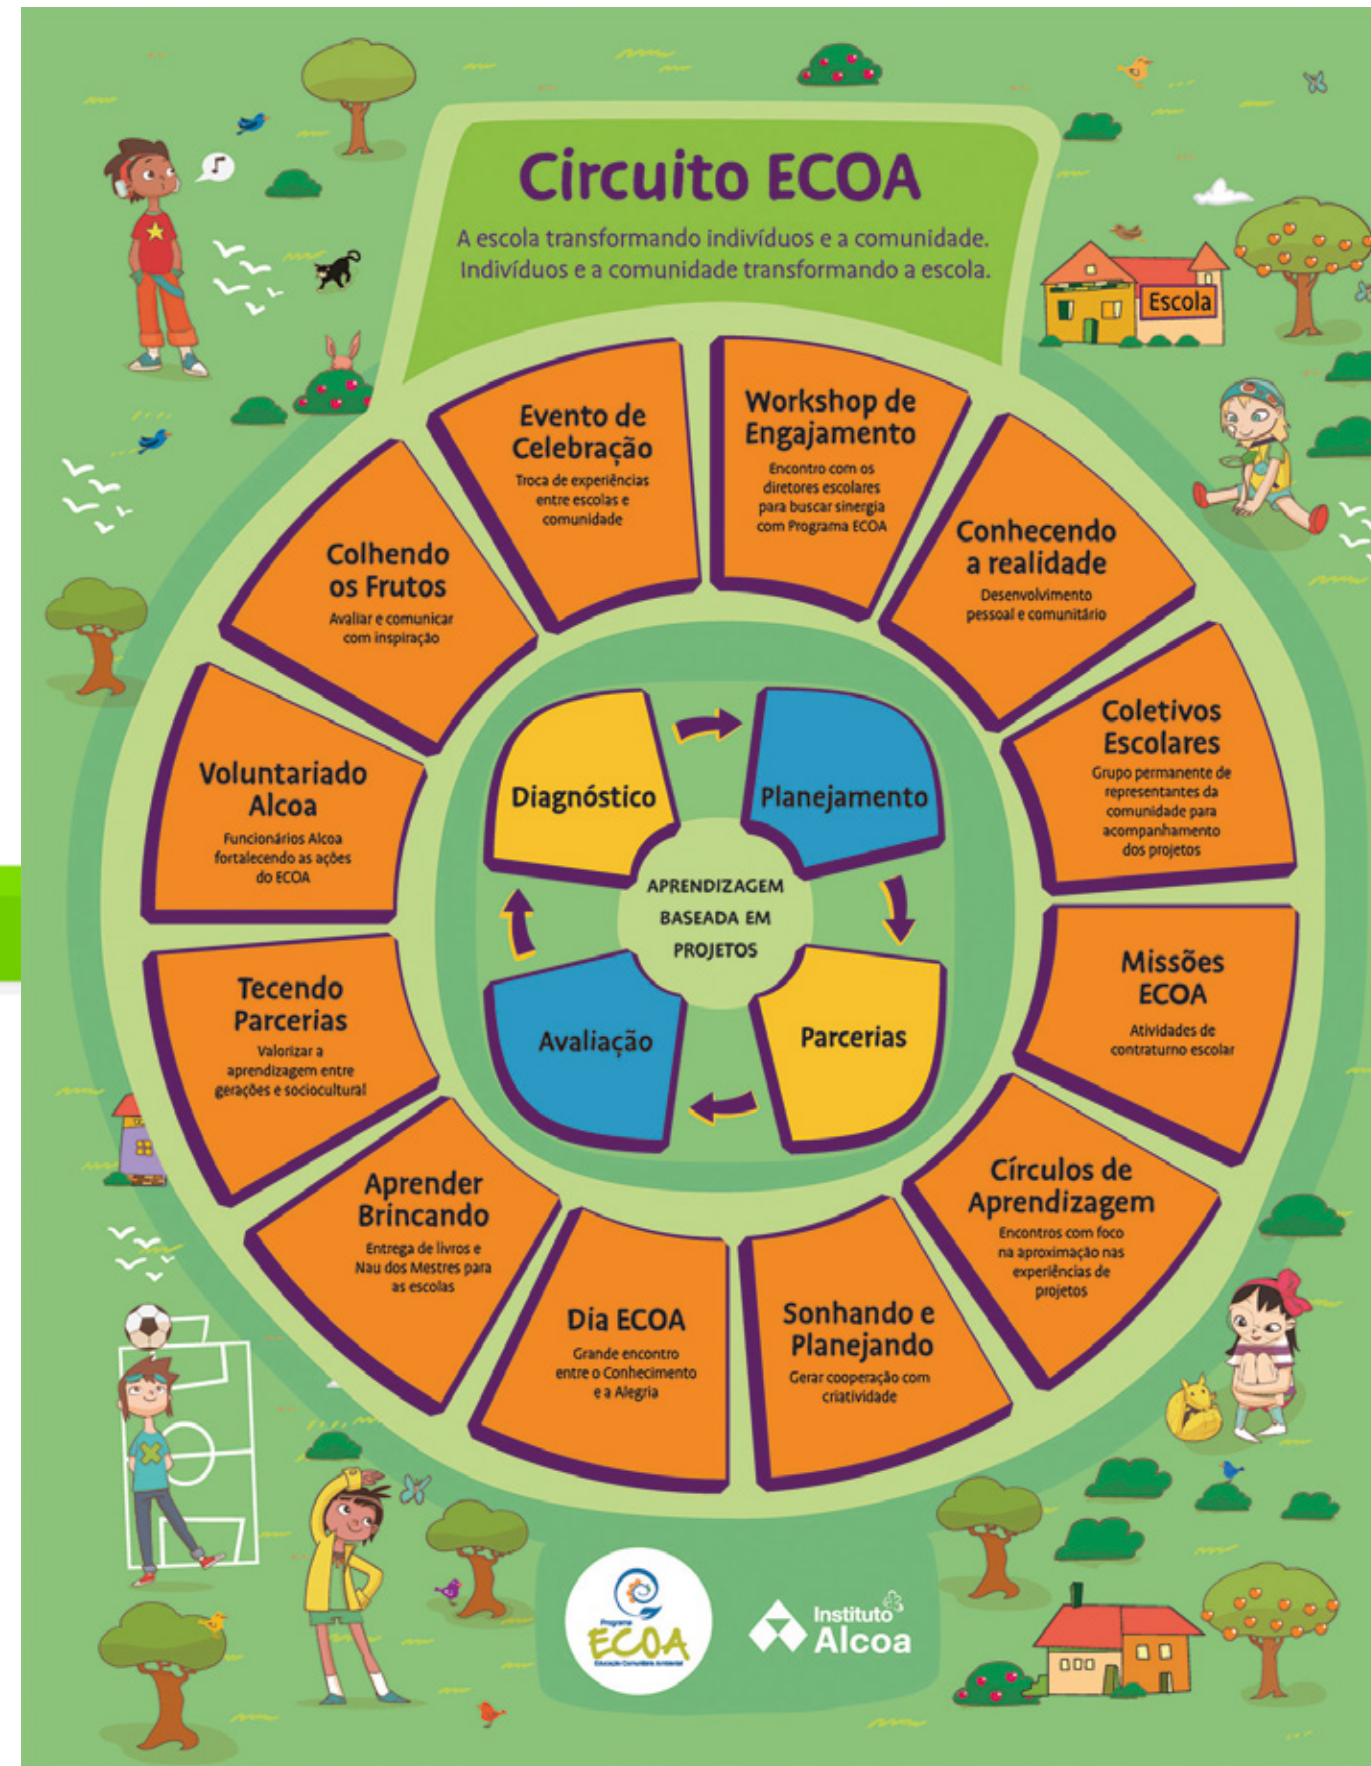 Circuito ECOA
A escola transformando indivíduos e a comunidade.
Indivíduos e a comunidade transformando a escola.
Escola
Workshop de
Engajamento
Encontro com os
diretores escolares
para buscar sinergia
com Programa ECOA
Conhecendo
a realidade
Desenvolvimento
pessoal e comunitário
Coletivos
Escolares
Grupo permanente de
representantes da
comunidade para
acompanhamento
dos projetos
Missões
ECOA
Atividades de
contraturno escolar
Círculos de
Aprendizagem
Encontros com foco
na aproximação nas
experiências de
projetos
Sonhando e
Planejando
Gerar cooperação com
criatividade
Dia ECOA
Grande encontro
entre o Conhecimento
e a Alegria
Aprender
Brincando
Entrega de livros e
Nau dos Mestres para
as escolas
Tecendo
Parcerias
Valorizar a
aprendizagem entre
gerações e sociocultural
Voluntariado
Alcoa
Funcionários Alcoa
fortalecendo as ações
do ECOA
Colhendo
os Frutos
Avaliar e comunicar
com inspiração
Evento de
Celebração
Troca de experiências
entre escolas e
comunidade
Diagnóstico
Planejamento
Parcerias
Avaliação
APRENDIZAGEM
BASEADA EM
PROJETOS
Programa
ECOA
Educação Comunitária Ambiental
Instituto
Alcoa